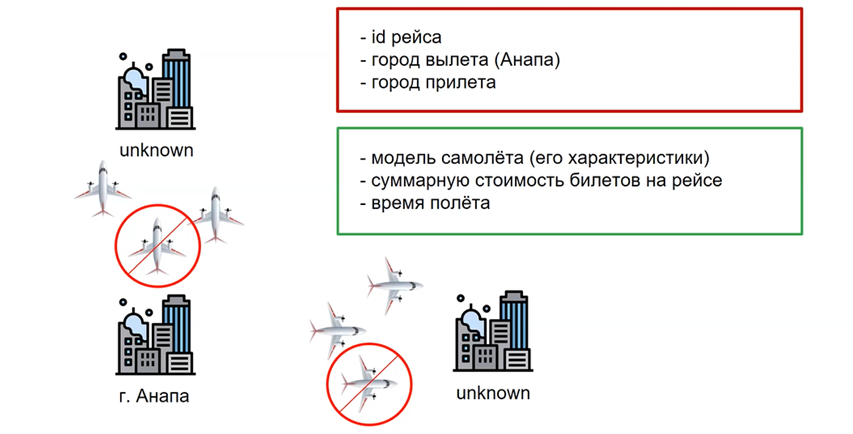 - id рейса
- город вылета (Анапа)
- город прилета
unknown
- модель самолёта (его характеристики)
- суммарную стоимость билетов на рейсе
- время полёта
г. Анапа
unknown